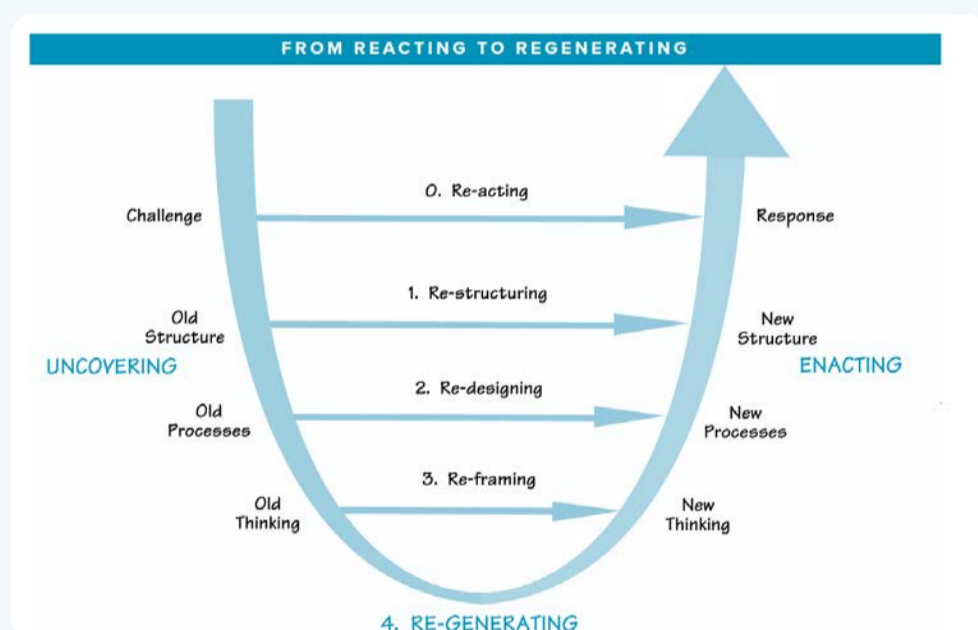 FROM REACTING TO REGENERATING
0. Re-acting
Challenge
Response
1. Re-structuring
Old
Structure
New
Structure
UNCOVERING
ENACTING
2. Re-designing
Old
Processes
New
Processes
3. Re-framing
Old
Thinking
New
Thinking
4. RE-GENERATING